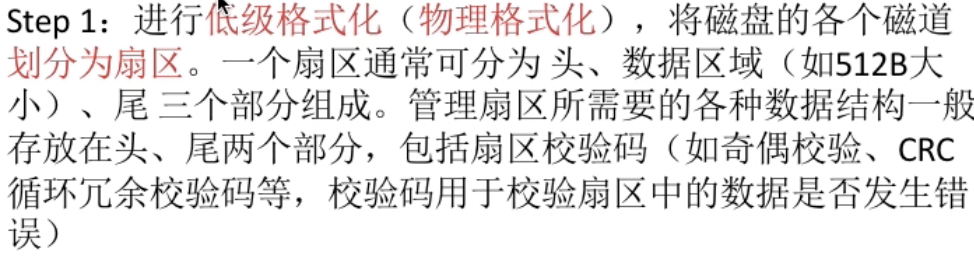 Step 1：进行低级格式化（物理格式化），将磁盘的各个磁道
划分为扇区。一个扇区通常可分为 头、数据区域（如512B大
小）、尾 三个部分组成。管理扇区所需要的各种数据结构一般
存放在头、尾两个部分，包括扇区校验码（如奇偶校验、CRC
循环冗余校验码等，校验码用于校验扇区中的数据是否发生错
误）